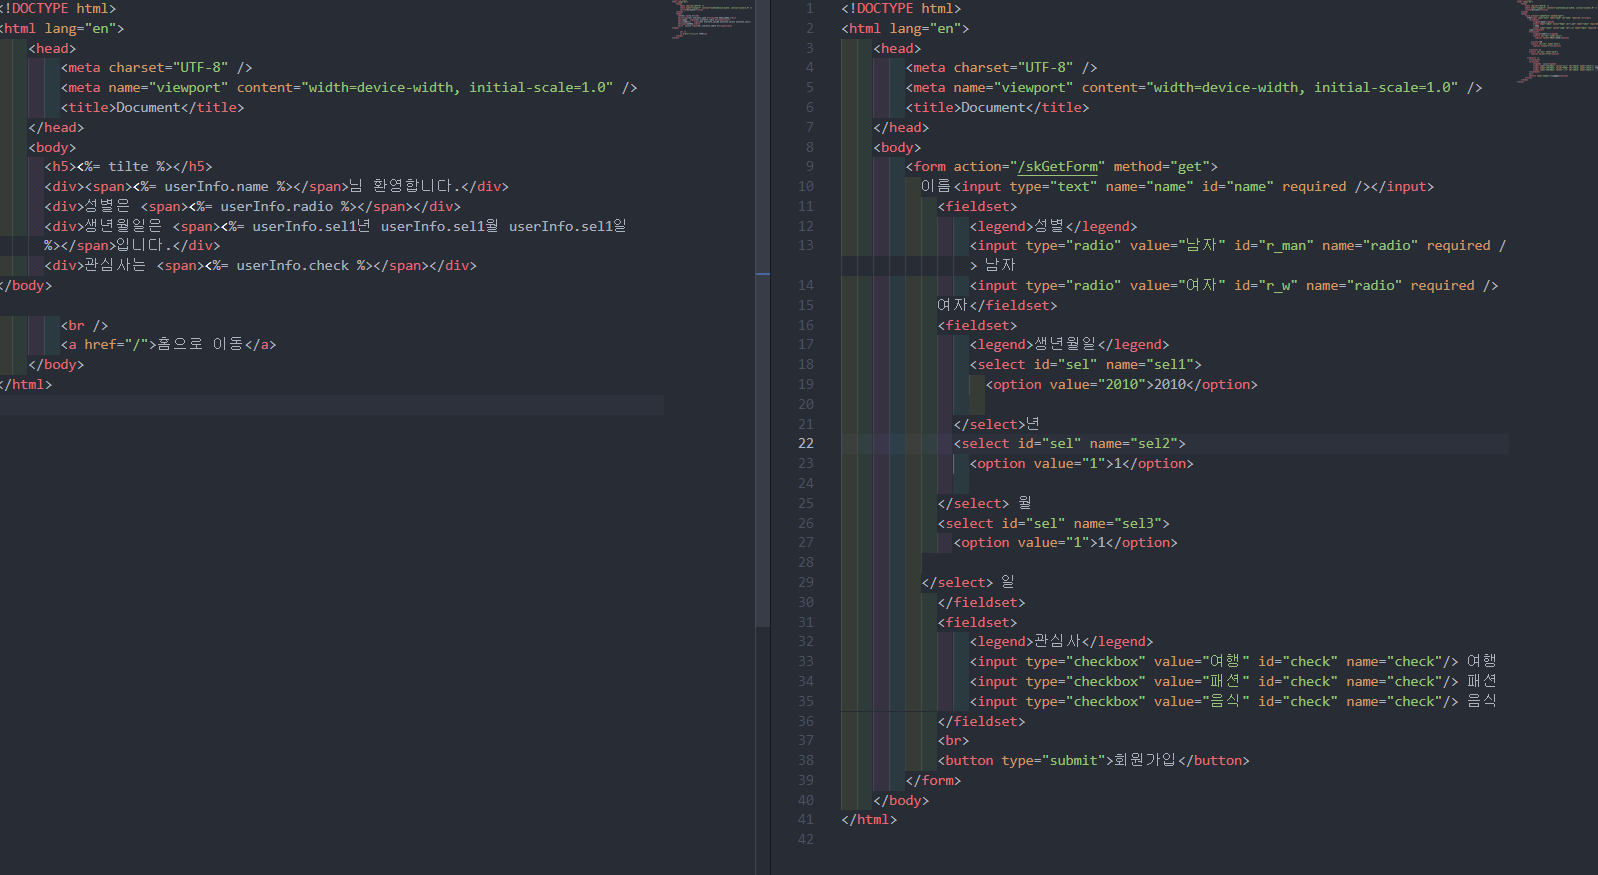 <!DOCTYPE html>
<html lang="en">
<head>
<meta charset="UTF-8" />
<meta name="viewport" content="width=device-width, initial-scale=1.0" />
<title>Document</title>
</head>
<body>
<h5><%= tilte %></h5>
<div><span><%= userInfo.name %></span>님 환영합니다.</div>
<div>성별은 <span><%= userInfo.radio %></span></div>
<div>생년월일은 <span><%= userInfo.sel1년 userInfo.sel1월 userInfo.sel1일
%></span>입니다.</div>
<div>관심사는 <span><%= userInfo.check %></span></div>
</body>
<br />
<a href="/">홈으로 이동</a>
</body>
</html>
1 <!DOCTYPE html>
2 <html lang="en">
3 <head>
4 <meta charset="UTF-8" />
5 <meta name="viewport" content="width=device-width, initial-scale=1.0" />
6 <title>Document</title>
7 </head>
8 <body>
9 <form action="/skGetForm" method="get">
10 이름<input type="text" name="name" id="name" required /></input>
11 <fieldset>
12 <legend>성별</legend>
13 <input type="radio" value="남자" id="r_man" name="radio" required /
> 남자
14 <input type="radio" value="여자" id="r_w" name="radio" required />
15 여자</fieldset>
16 <fieldset>
17 <legend>생년월일</legend>
18 <select id="sel" name="sel1">
19 <option value="2010">2010</option>
20
21 </select>년
22 <select id="sel" name="sel2">
23 <option value="1">1</option>
24
25 </select> 월
26 <select id="sel" name="sel3">
27 <option value="1">1</option>
28
29 </select> 일
30 </fieldset>
31 <fieldset>
32 <legend>관심사</legend>
33 <input type="checkbox" value="여행" id="check" name="check"/> 여행
34 <input type="checkbox" value="패션" id="check" name="check"/> 패션
35 <input type="checkbox" value="음식" id="check" name="check"/> 음식
36 </fieldset>
37 <br>
38 <button type="submit">회원가입</button>
39 </form>
40 </body>
41 </html>
42